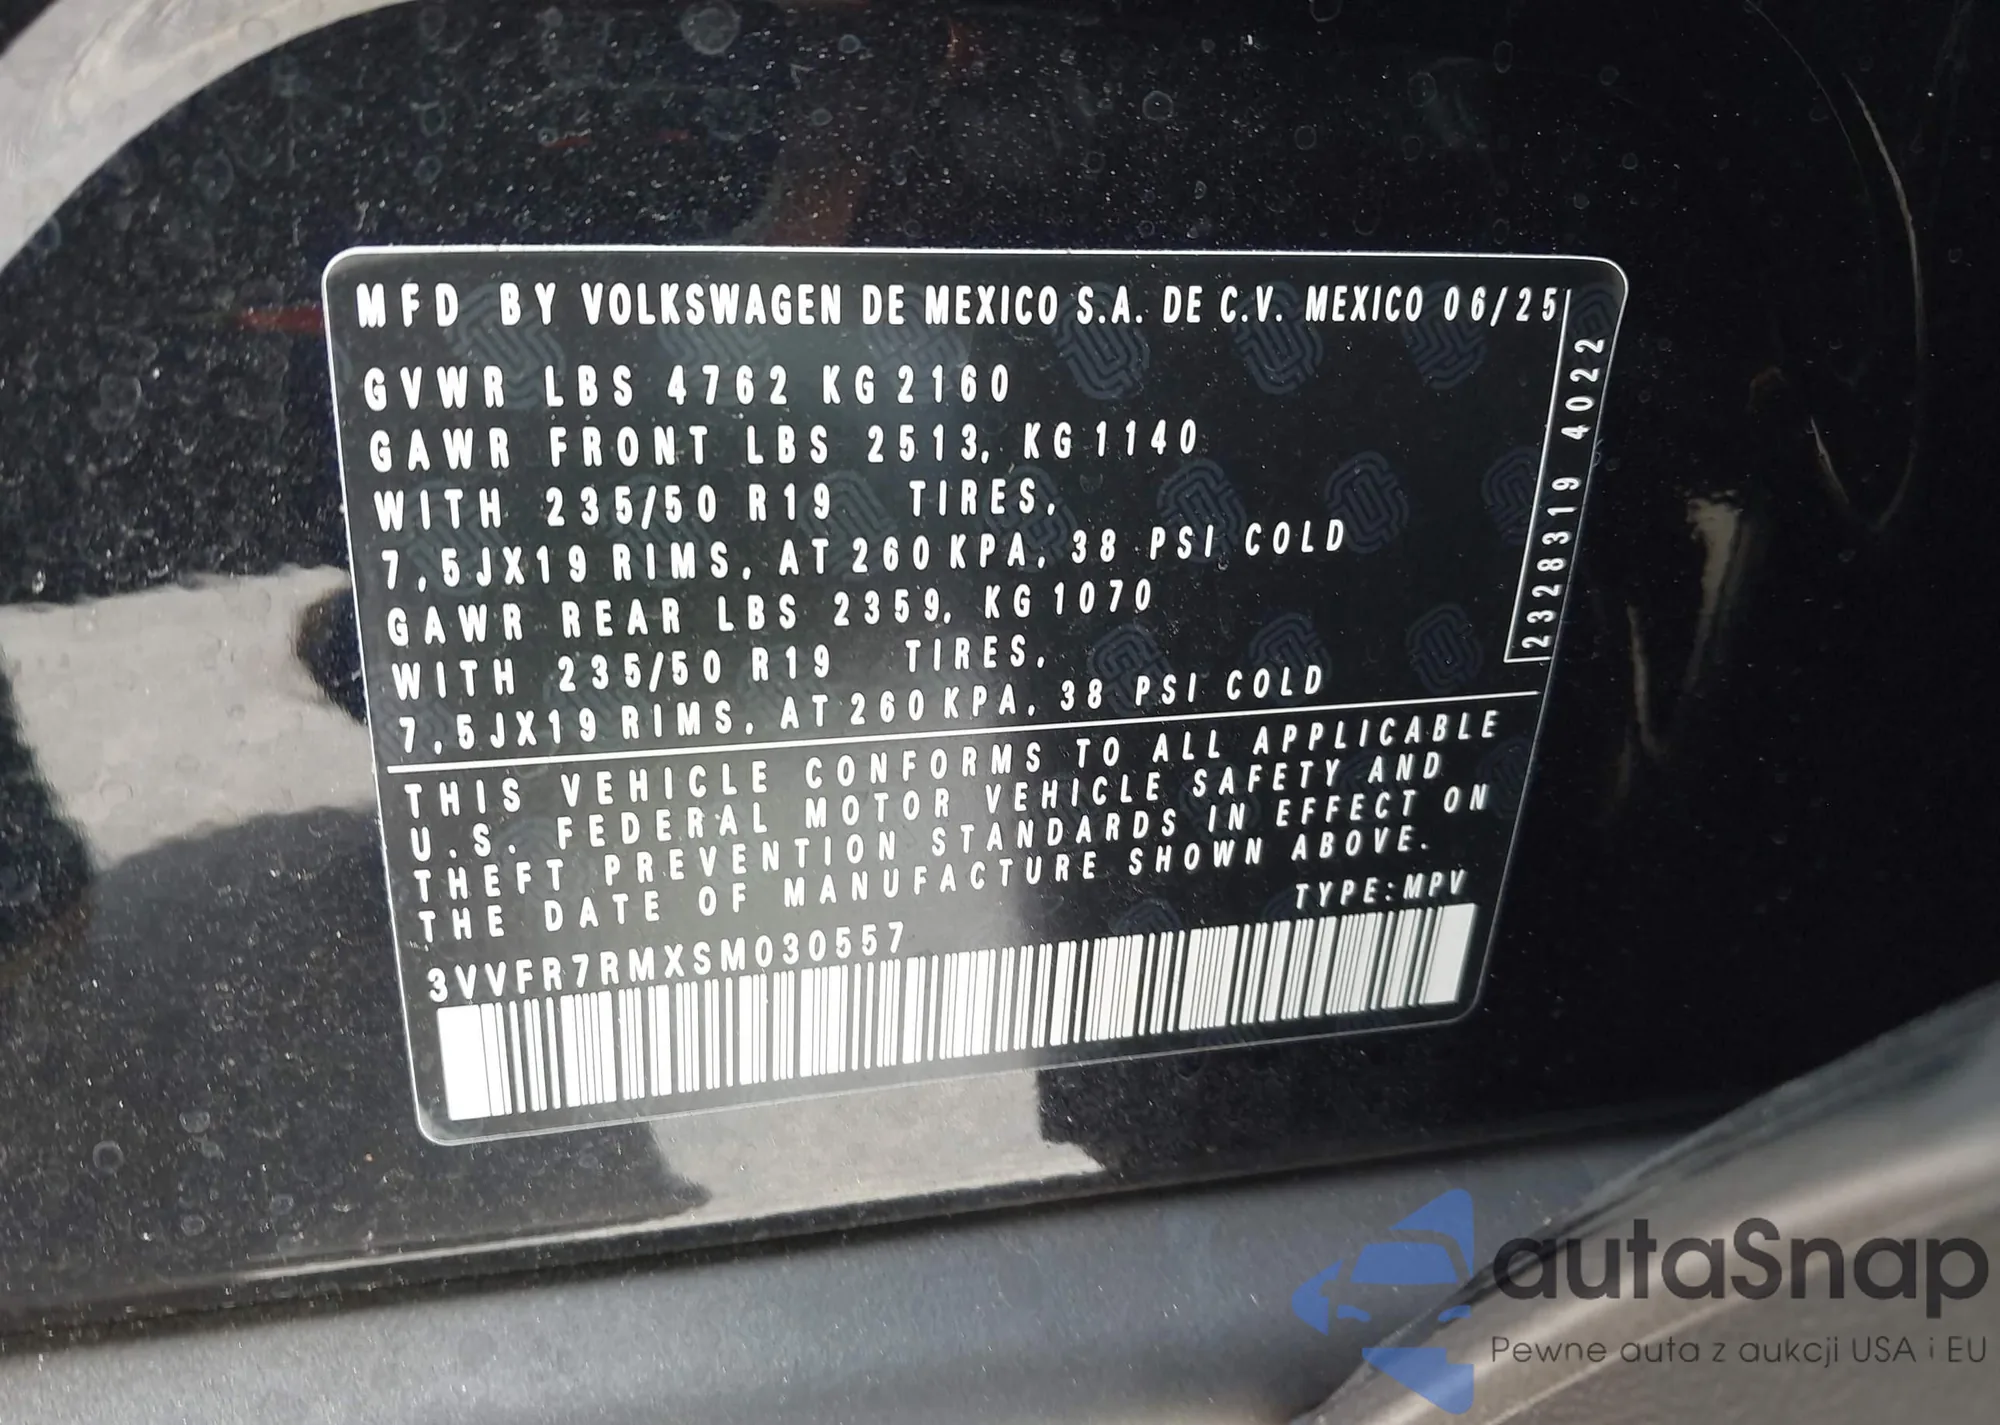 MFD BY VOLKSWAGEN DE MEXICO S.A. DE C.V. MEXICO 06/25
GVWR LBS 4762 KG 2160
GAWR FRONT LBS 2513, KG 1140
WITH 235/50 R19 TIRES,
7,5JX19 RIMS, AT 260 KPA, 38 PSI COLD
GAWR REAR LBS 2359, KG 1070
WITH 235/50 R19 TIRES,
7,5JX19 RIMS, AT 260 KPA, 38 PSI COLD
2328319 4022
THIS VEHICLE CONFORMS TO ALL APPLICABLE
U.S. FEDERAL MOTOR VEHICLE SAFETY AND
THEFT PREVENTION STANDARDS IN EFFECT ON
THE DATE OF MANUFACTURE SHOWN ABOVE.
TYPE:MPV
3VVFR7RMXSM030557
autaSnap
Pewne auta z aukcji USA i EU